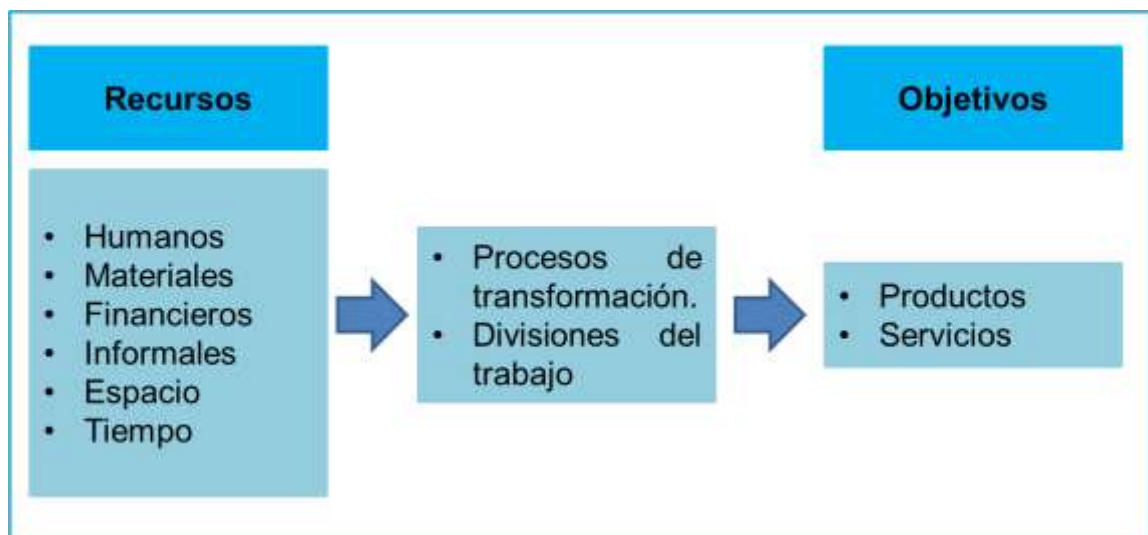 Recursos
Objetivos
• Humanos
• Materiales
• Financieros
• Informales
• Espacio
• Tiempo
• Procesos de
transformación.
• Divisiones del
trabajo
• Productos
• Servicios